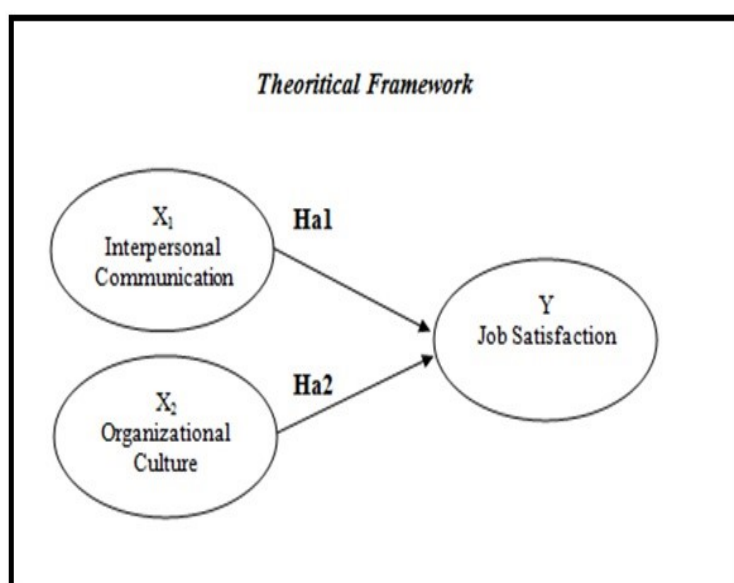 Theoritical Framework
X₁
Interpersonal
Communication
Ha1
Y
Job Satisfaction
X₂
Organizational
Culture
Ha2